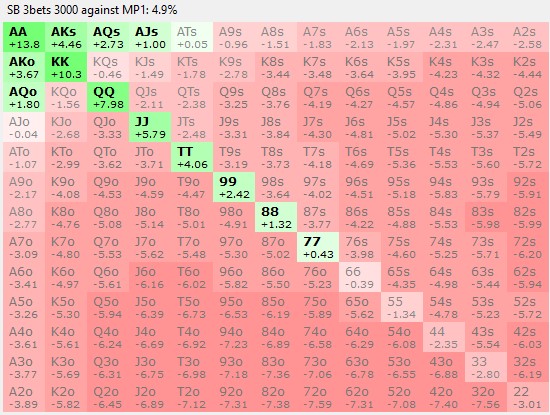 SB 3bets 3000 against MP1: 4.9%
AA AKs AQs AJs ATs A9s A8s A7s A6s A5s A4s A3s A2s
+13.8 +4.46 +2.73 +1.00 +0.05 -0.96 -1.51 -1.83 -2.13 -1.97 -2.31 -2.47 -2.58
AKo KK KQs KJs KTs K9s K8s K7s K6s K5s K4s K3s K2s
+3.67 +10.3 -0.46 -1.49 -1.78 -2.78 -3.44 -3.48 -3.64 -3.95 -4.23 -4.32 -4.44
AQo KQo QQ QJs QTs Q9s Q8s Q7s Q6s Q5s Q4s Q3s Q2s
+1.80 -1.56 +7.98 -2.11 -2.38 -3.25 -3.76 -4.19 -4.27 -4.57 -4.86 -4.94 -5.06
AJo KJo QJo JJ JTs J9s J8s J7s J6s J5s J4s J3s J2s
-0.04 -2.68 -3.33 +5.79 -2.48 -3.31 -3.84 -4.30 -4.81 -5.02 -5.30 -5.37 -5.49
ATo KTo QTo JTo TT T9s T8s T7s T6s T5s T4s T3s T2s
-1.07 -2.99 -3.62 -3.71 +4.06 -3.19 -3.73 -4.18 -4.69 -5.36 -5.53 -5.60 -5.72
A9o K9o Q9o J9o T9o 99 98s 97s 96s 95s 94s 93s 92s
-2.17 -4.08 -4.53 -4.59 -4.47 +2.42 -3.64 -4.02 -4.51 -5.18 -5.83 -5.79 -5.91
A8o K8o Q8o J8o T8o 98o 88 87s 86s 85s 84s 83s 82s
-2.77 -4.76 -5.08 -5.14 -5.01 -4.91 +1.32 -3.77 -4.22 -4.88 -5.53 -5.98 -5.99
A7o K7o Q7o J7o T7o 97o 87o 77 76s 75s 74s 73s 72s
-3.09 -4.80 -5.53 -5.62 -5.48 -5.30 -5.02 +0.43 -3.98 -4.60 -5.25 -5.71 -6.20
A6o K6o Q6o J6o T6o 96o 86o 76o 66 65s 64s 63s 62s
-3.41 -4.97 -5.61 -6.16 -6.02 -5.82 -5.50 -5.23 -0.39 -4.35 -4.98 -5.44 -5.94
A5o K5o Q5o J5o T5o 95o 85o 75o 65o 55 54s 53s 52s
-3.26 -5.30 -5.94 -6.39 -6.73 -6.53 -6.19 -5.89 -5.62 -1.34 -4.78 -5.23 -5.72
A4o K4o Q4o J4o T4o 94o 84o 74o 64o 54o 44 43s 42s
-3.61 -5.61 -6.24 -6.69 -6.92 -7.23 -6.89 -6.58 -6.29 -6.08 -2.35 -5.54 -6.03
A3o K3o Q3o J3o T3o 93o 83o 73o 63o 53o 43o 33 32s
-3.77 -5.69 -6.31 -6.75 -6.98 -7.18 -7.36 -7.06 -6.78 -6.55 -6.88 -2.80 -6.19
A2o K2o Q2o J2o T2o 92o 82o 72o 62o 52o 42o 32o 22
-3.89 -5.82 -6.45 -6.89 -7.12 -7.31 -7.38 -7.59 -7.31 -7.08 -7.40 -7.56 -3.01